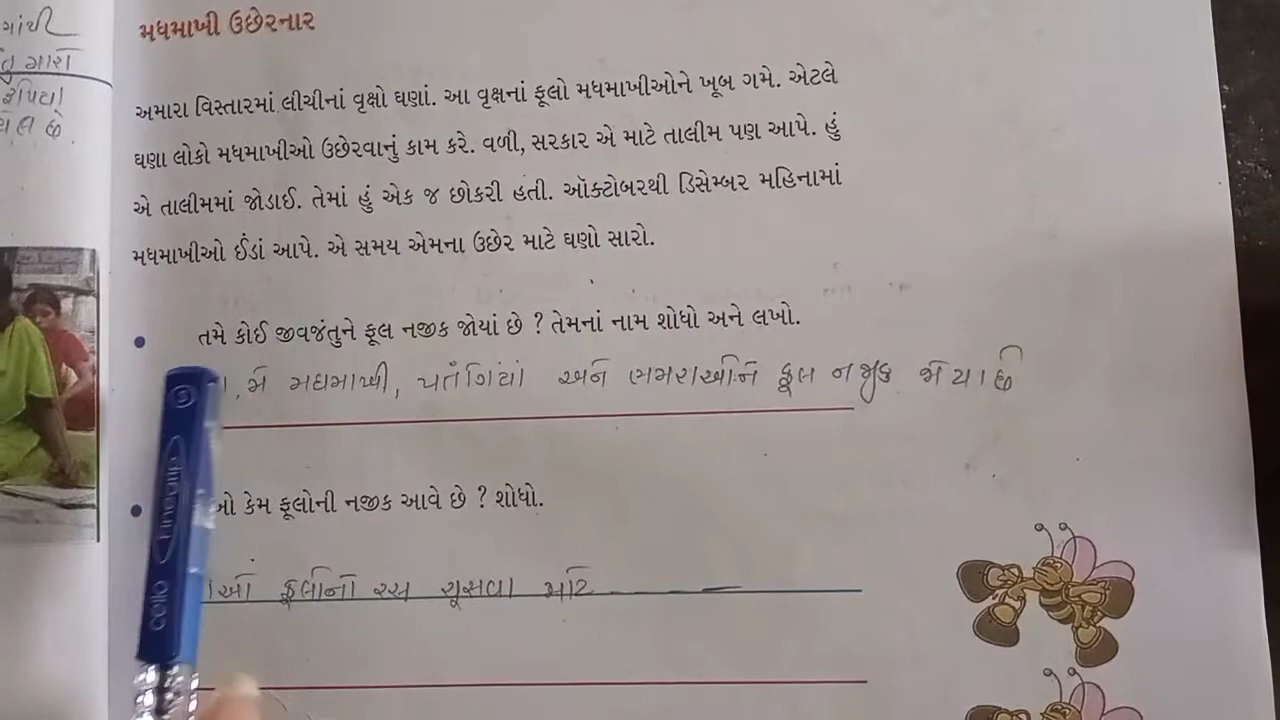 ગાંધી
મધમાખી ઉછેરનાર
અમારા વિસ્તારમાં લીચીનાં વૃક્ષો ઘણાં. આ વૃક્ષનાં ફૂલો મધમાખીઓને ખૂબ ગમે. એટલે
ઘણા લોકો મધમાખીઓ ઉછેરવાનું કામ કરે. વળી, સરકાર એ માટે તાલીમ પણ આપે. હું
એ તાલીમમાં જોડાઈ. તેમાં હું એક જ છોકરી હતી. ઑક્ટોબરથી ડિસેમ્બર મહિનામાં
મધમાખીઓ ઈંડાં આપે. એ સમય એમના ઉછેર માટે ઘણો સારો.
તમે કોઈ જીવજંતુને ફૂલ નજીક જોયાં છે ? તેમનાં નામ શોધો અને લખો.
, મેં મધમાખી, પતંગિયાં અને ભમરાઓને ફૂલ નજીક જોયા છે
ઓ કેમ ફૂલોની નજીક આવે છે ? શોધો.
ઓ ફૂલોનો રસ ચૂસવા માટે
cello Linearip